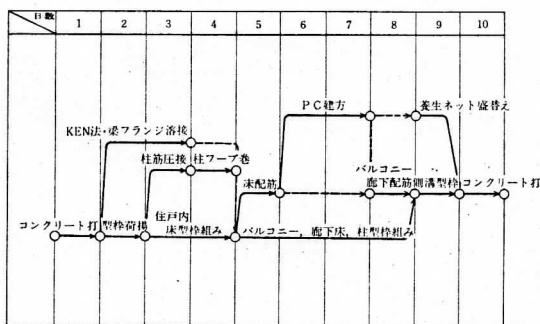 日数 1 2 3 4 5 6 7 8 9 10
PC建方
養生ネット盛替え
KEN法・梁フランジ溶接
柱筋圧接 柱フープ巻
バルコニー
床配筋 廊下配筋 側溝型枠 コンクリート打
コンクリート打 型枠荷揚 住戸内
床型枠組み バルコニー, 廊下床, 柱型枠組み